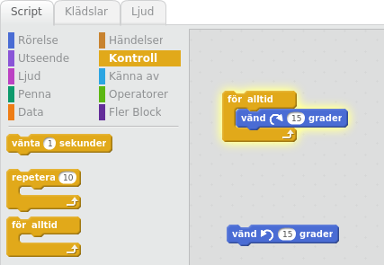 Script Klädslar Ljud
Rörelse Händelser
Utseende Kontroll
Ljud Känna av
Penna Operatorer
Data Fler Block
vänta 1 sekunder
repetera 10
för alltid
för alltid
vänd 15 grader
vänd 15 grader